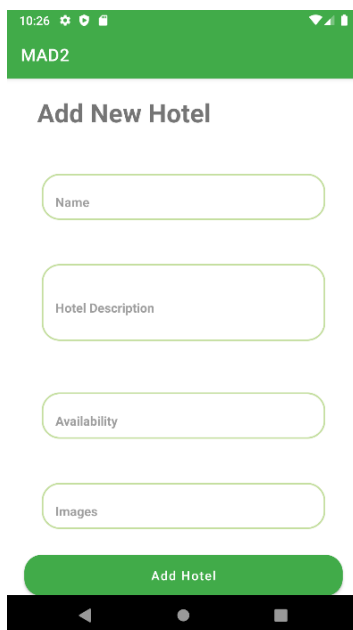 10:26
MAD2
Add New Hotel
Name
Hotel Description
Availability
Images
Add Hotel